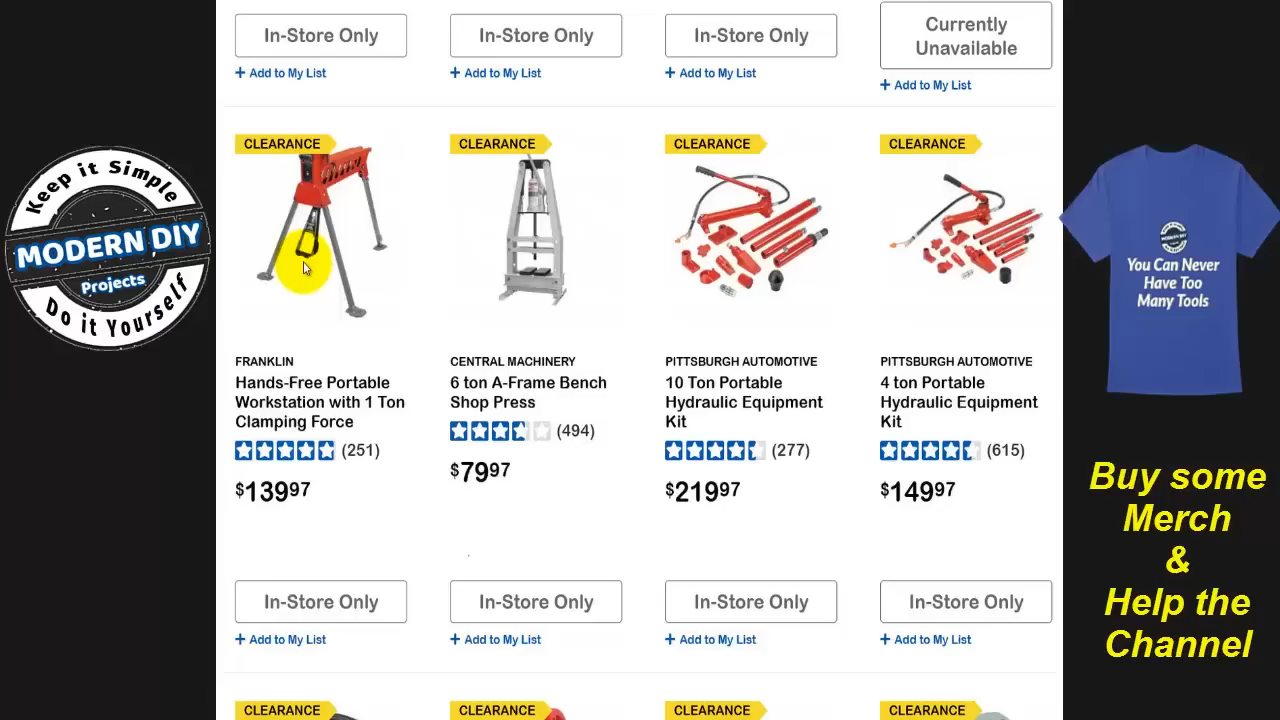 In-Store Only
In-Store Only
In-Store Only
Currently
Unavailable
+ Add to My List
+ Add to My List
+ Add to My List
+ Add to My List
CLEARANCE
CLEARANCE
CLEARANCE
CLEARANCE
FRANKLIN
Hands-Free Portable
Workstation with 1 Ton
Clamping Force
(251)
$139.97
CENTRAL MACHINERY
6 ton A-Frame Bench
Shop Press
(494)
$79.97
PITTSBURGH AUTOMOTIVE
10 Ton Portable
Hydraulic Equipment
Kit
(277)
$219.97
PITTSBURGH AUTOMOTIVE
4 ton Portable
Hydraulic Equipment
Kit
(615)
$149.97
In-Store Only
In-Store Only
In-Store Only
In-Store Only
+ Add to My List
+ Add to My List
+ Add to My List
+ Add to My List
CLEARANCE
CLEARANCE
CLEARANCE
CLEARANCE
Keep it Simple
MODERN DIY
Projects
Do it Yourself
MODERN DIY
You Can Never
Have Too
Many Tools
Buy some
Merch
&
Help the
Channel